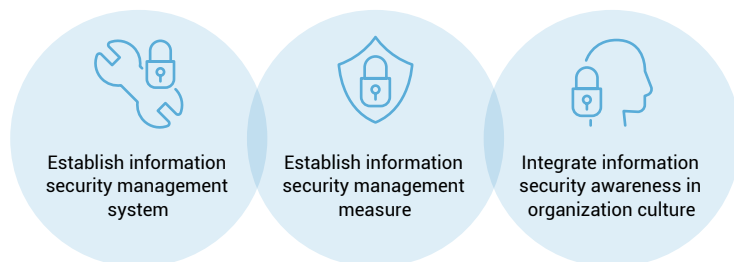 Establish information
security management
system
Establish information
security management
measure
Integrate information
security awareness in
organization culture